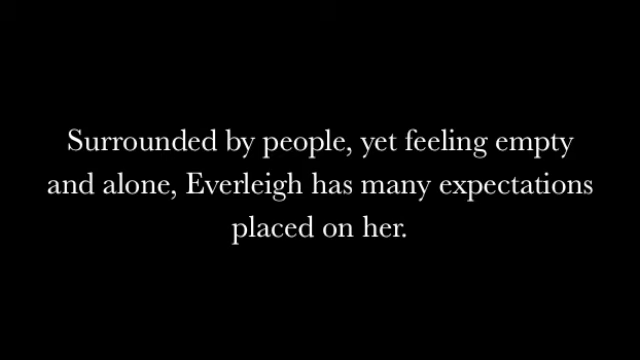 Surrounded by people, yet feeling empty
and alone, Everleigh has many expectations
placed on her.